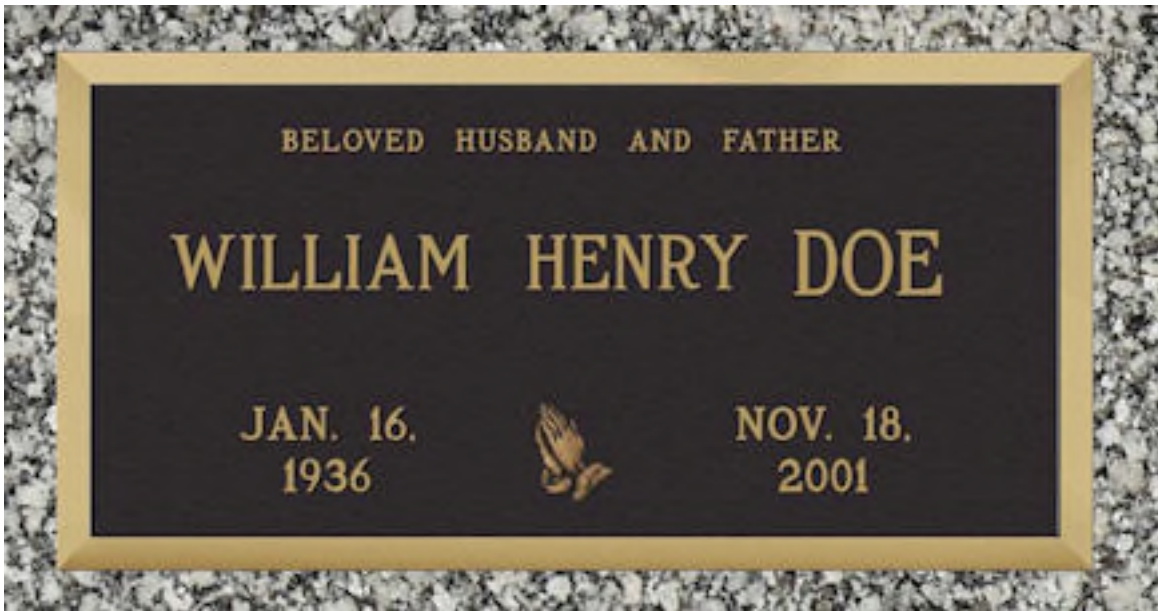 BELOVED HUSBAND AND FATHER
WILLIAM HENRY DOE
JAN. 16, NOV. 18,
1936 2001